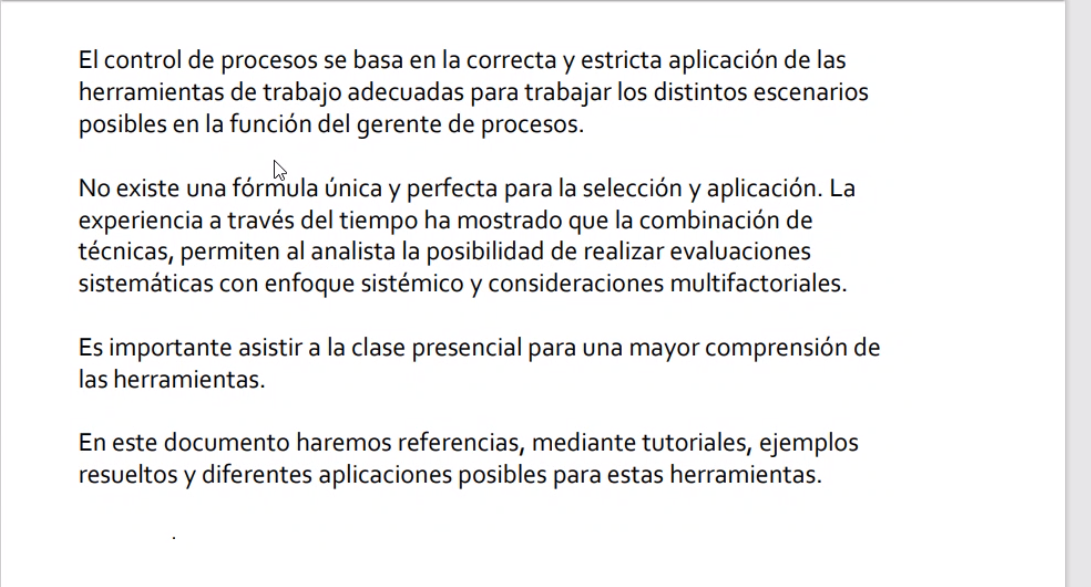 El control de procesos se basa en la correcta y estricta aplicación de las
herramientas de trabajo adecuadas para trabajar los distintos escenarios
posibles en la función del gerente de procesos.
No existe una fórmula única y perfecta para la selección y aplicación. La
experiencia a través del tiempo ha mostrado que la combinación de
técnicas, permiten al analista la posibilidad de realizar evaluaciones
sistemáticas con enfoque sistémico y consideraciones multifactoriales.
Es importante asistir a la clase presencial para una mayor comprensión de
las herramientas.
En este documento haremos referencias, mediante tutoriales, ejemplos
resueltos y diferentes aplicaciones posibles para estas herramientas.
.